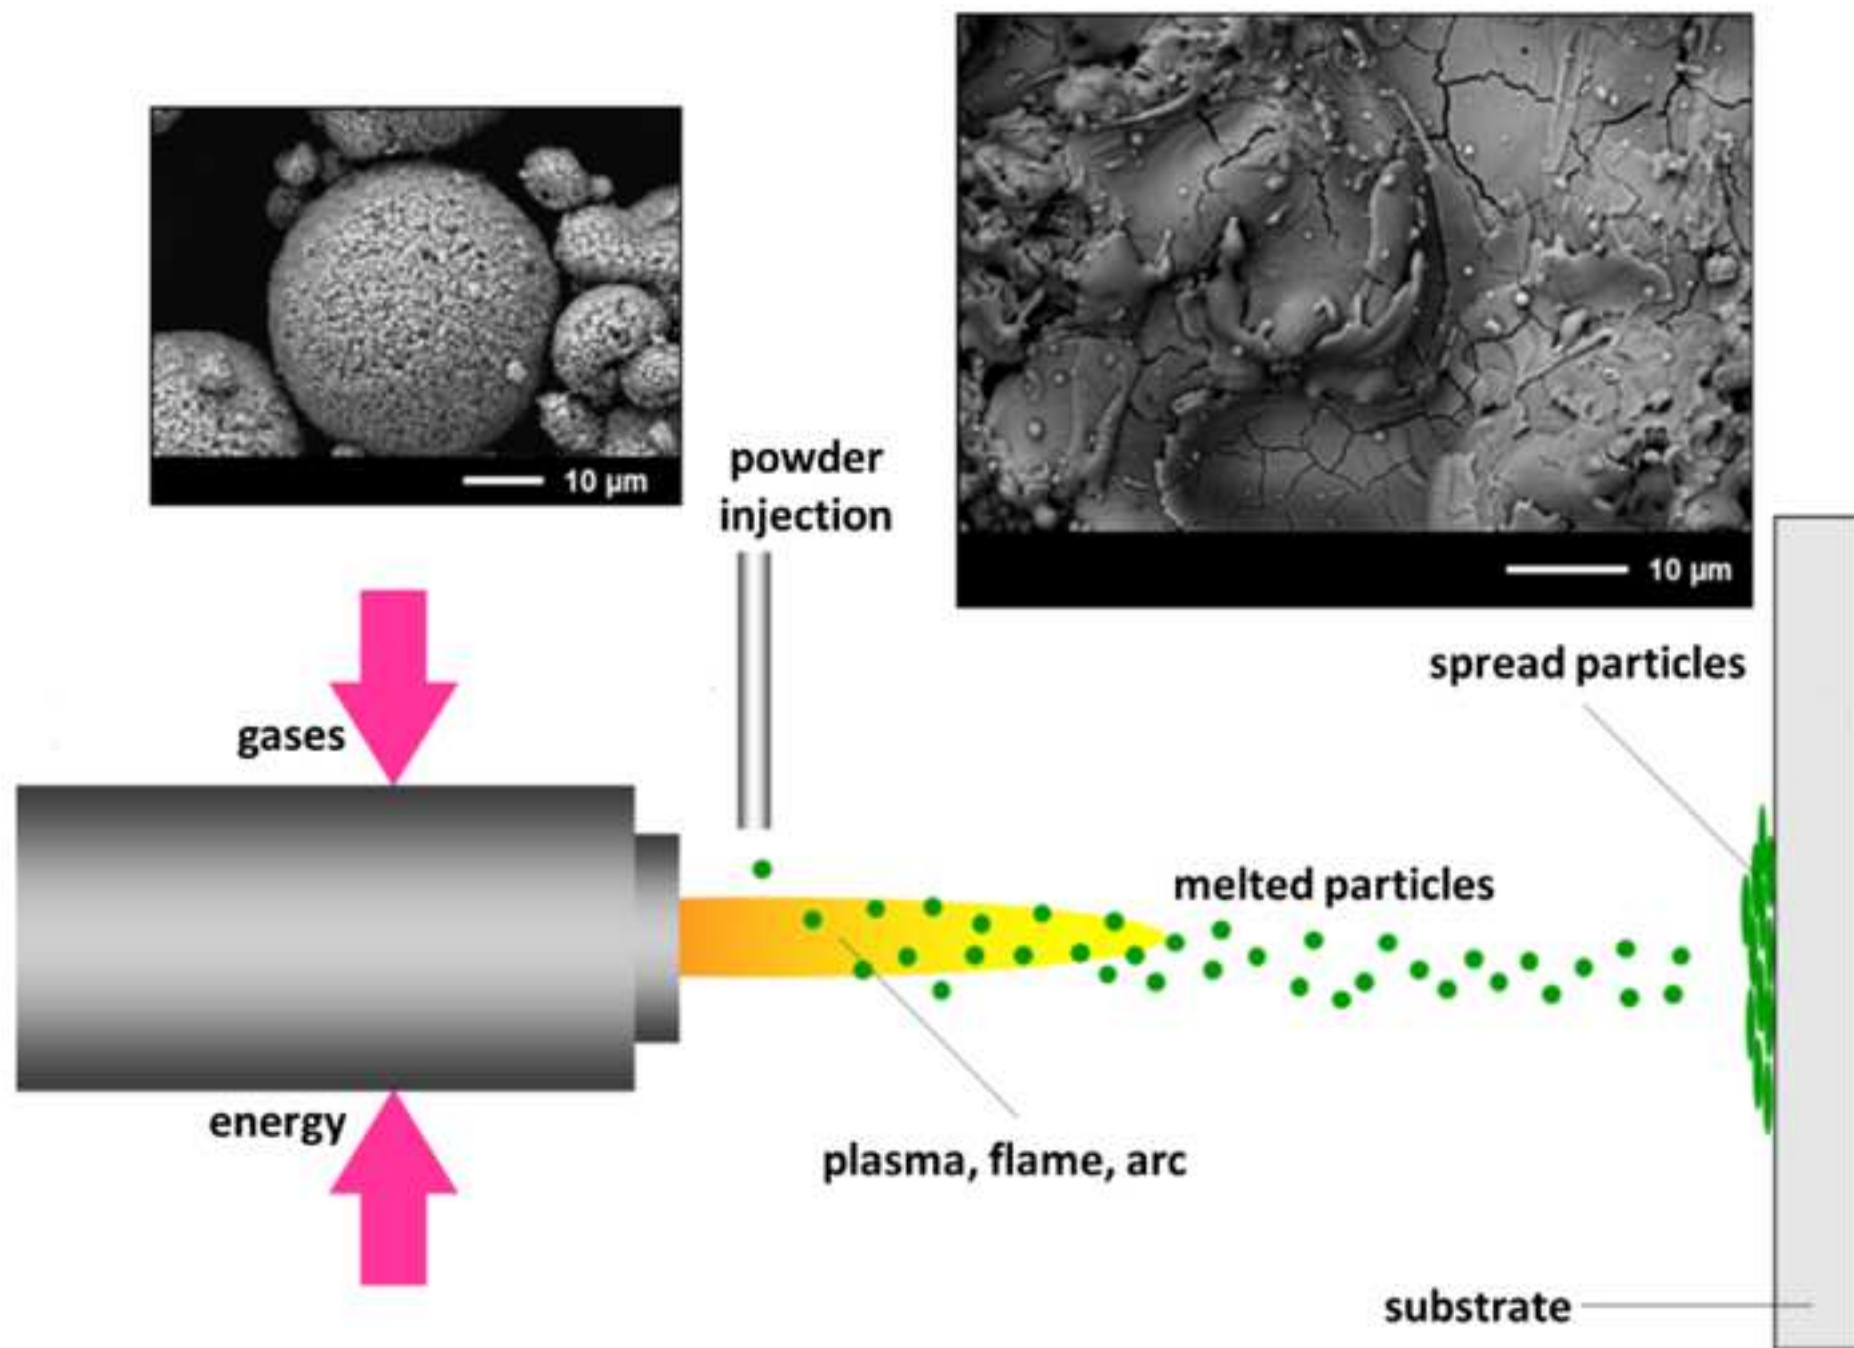 10 µm
powder
injection
10 µm
spread particles
gases
melted particles
energy
plasma, flame, arc
substrate